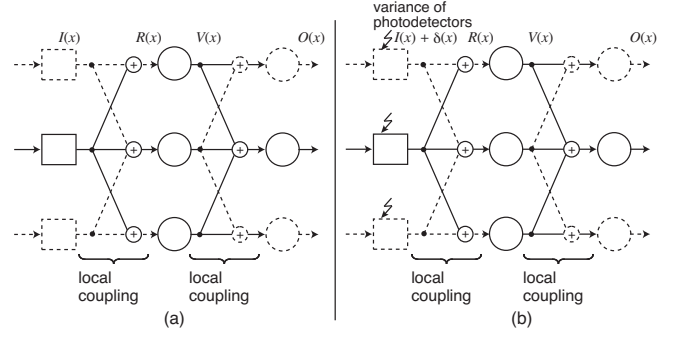 variance of
photodetectors
I(x) R(x) V(x) O(x)
I(x) + δ(x) R(x) V(x) O(x)
+ + + +
+ + + +
+ + + +
local
coupling
local
coupling
local
coupling
local
coupling
(a)
(b)